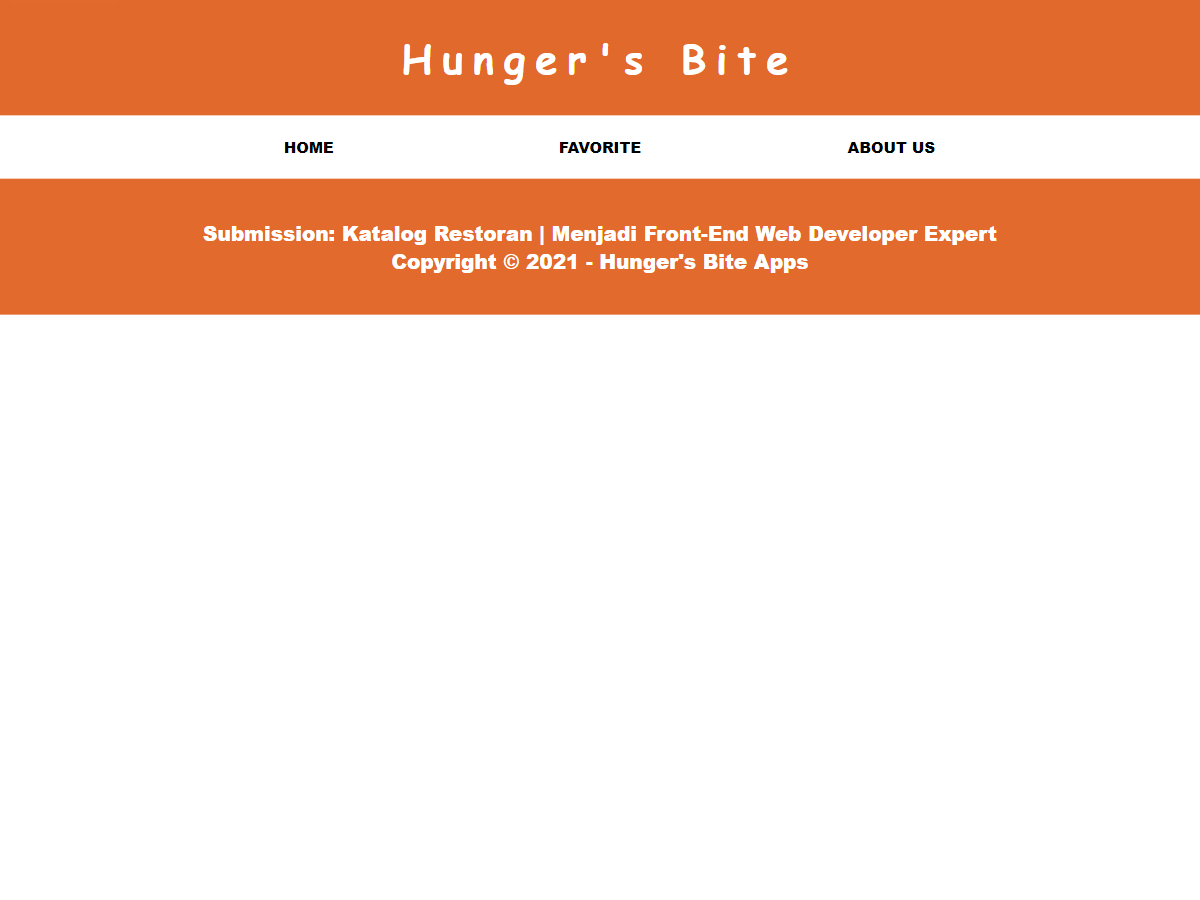 Hunger's Bite
HOME
FAVORITE
ABOUT US
Submission: Katalog Restoran | Menjadi Front-End Web Developer Expert
Copyright © 2021 - Hunger's Bite Apps